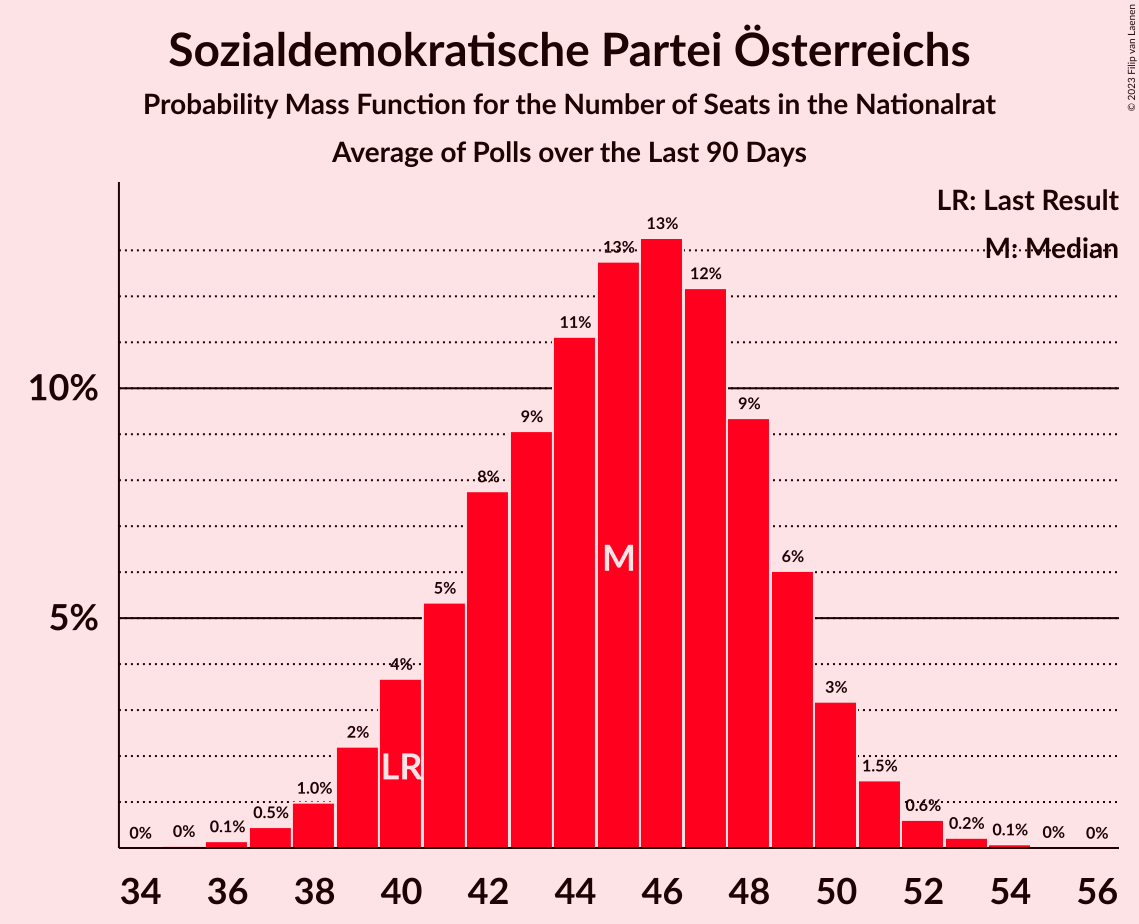 Sozialdemokratische Partei Österreichs
Probability Mass Function for the Number of Seats in the Nationalrat
Average of Polls over the Last 90 Days
© 2023 Filip van Laenen
LR: Last Result
M: Median
10%
5%
0%
0%
0.1%
0.5%
1.0%
2%
4%
5%
8%
9%
11%
13%
13%
12%
9%
6%
3%
1.5%
0.6%
0.2%
0.1%
0%
0%
LR
M
34 36 38 40 42 44 46 48 50 52 54 56